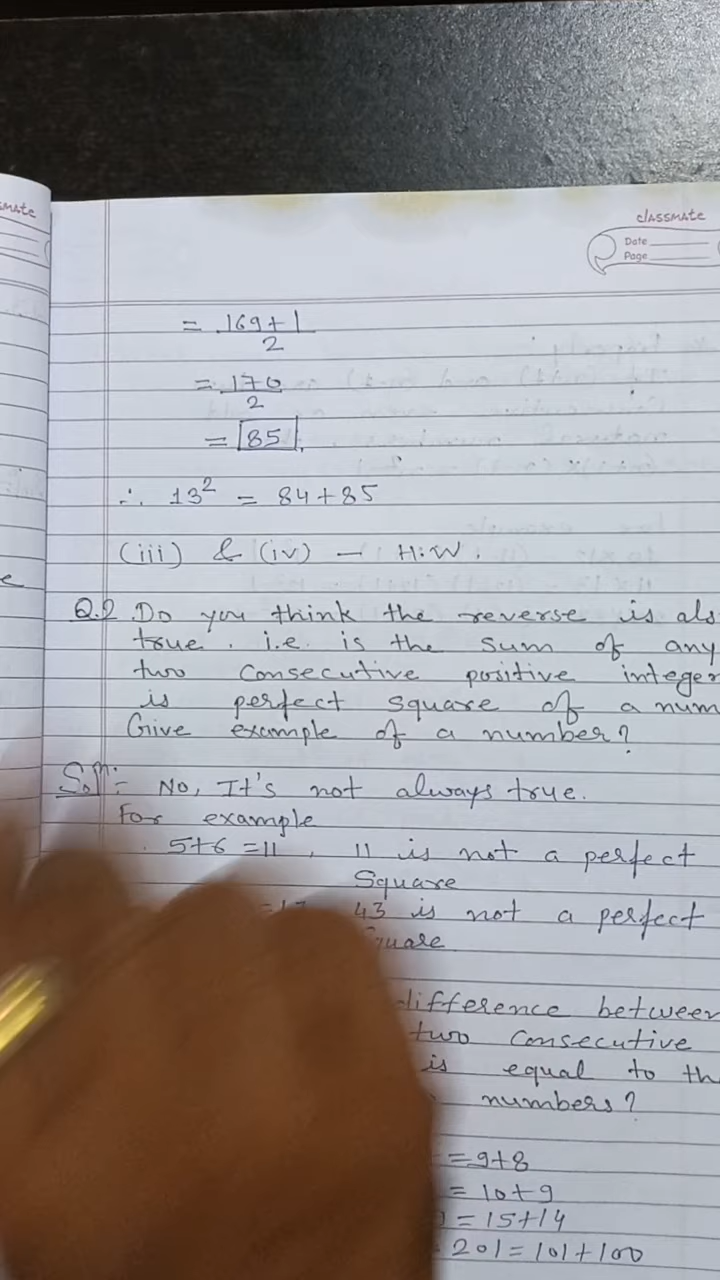 classmate
Date
Page
= 169+1
2
= 170
2
= 85
∴ 13² = 84+85
(iii) & (iv) — H.W.
Q.2 Do you think the reverse is als
true. i.e. is the sum of any
two consecutive positive integer
is perfect square of a num
Give example of a number?
Solⁿ:- No, It's not always true.
For example
5+6 =11, 11 is not a perfect
Square
43 is not a perfect
difference between
two consecutive
is equal to the
numbers?
=9+8
= 10+9
= 15+14
201 = 101+100